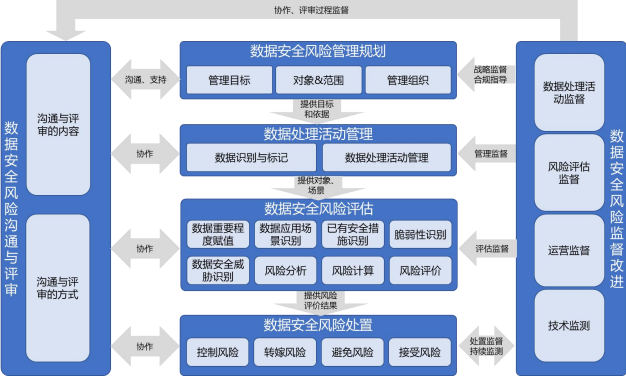 协作、评审过程监督
数据安全风险沟通与评审
沟通与评
审的内容
沟通与评
审的方式
沟通、支持
协作
协作
协作
数据安全风险管理规划
管理目标
对象&范围
管理组织
提供目标
和依据
数据处理活动管理
数据识别与标记
数据处理活动管理
提供对象、
场景
数据安全风险评估
数据重要程
度赋值
数据应用场
景识别
已有安全措
施识别
脆弱性识别
数据安全威
胁识别
风险分析
风险计算
风险评价
提供风险
评价结果
数据安全风险处置
控制风险
转嫁风险
避免风险
接受风险
战略监督
合规指导
管理监督
评估监督
处置监督
持续监测
数据处理活
动监督
风险评估
监督
运营监督
技术监测
数据安全风险监督改进